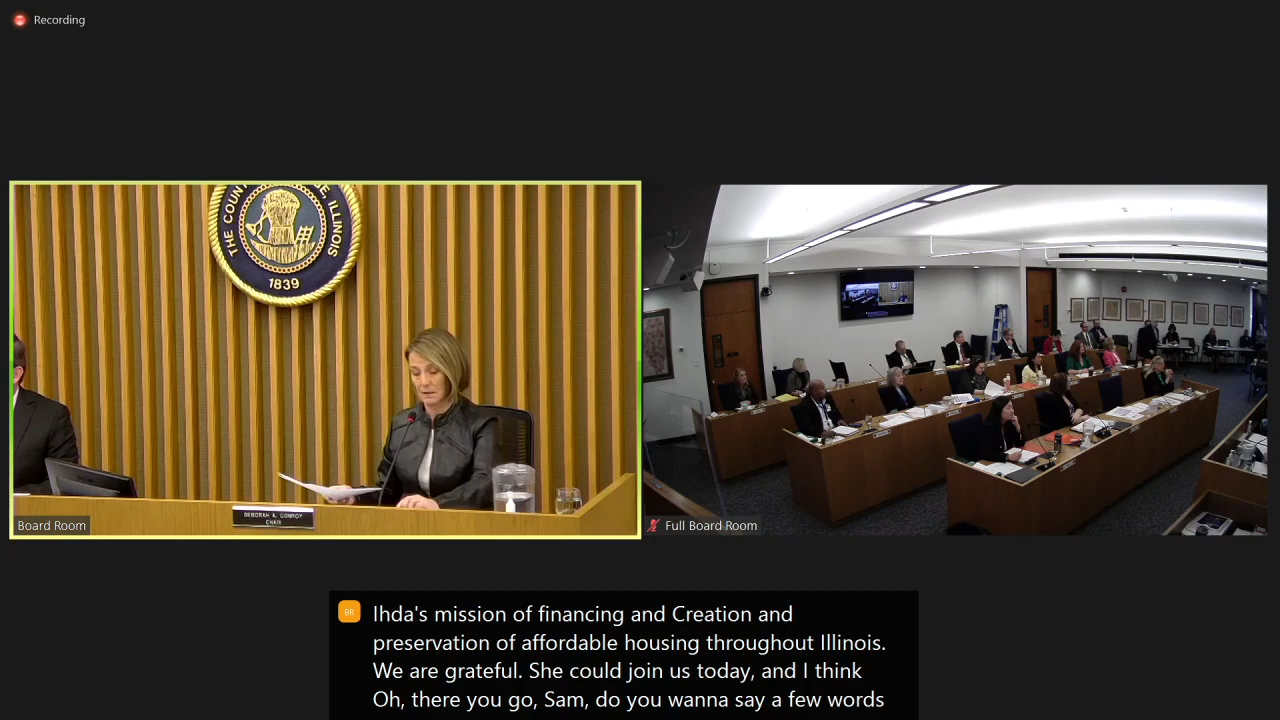 Recording
THE COUNT
E, ILLINOIS
1839
DEBORAH A. CONROY
CHAIR
Board Room
Full Board Room
BR
Ihda's mission of financing and Creation and
preservation of affordable housing throughout Illinois.
We are grateful. She could join us today, and I think
Oh, there you go, Sam, do you wanna say a few words